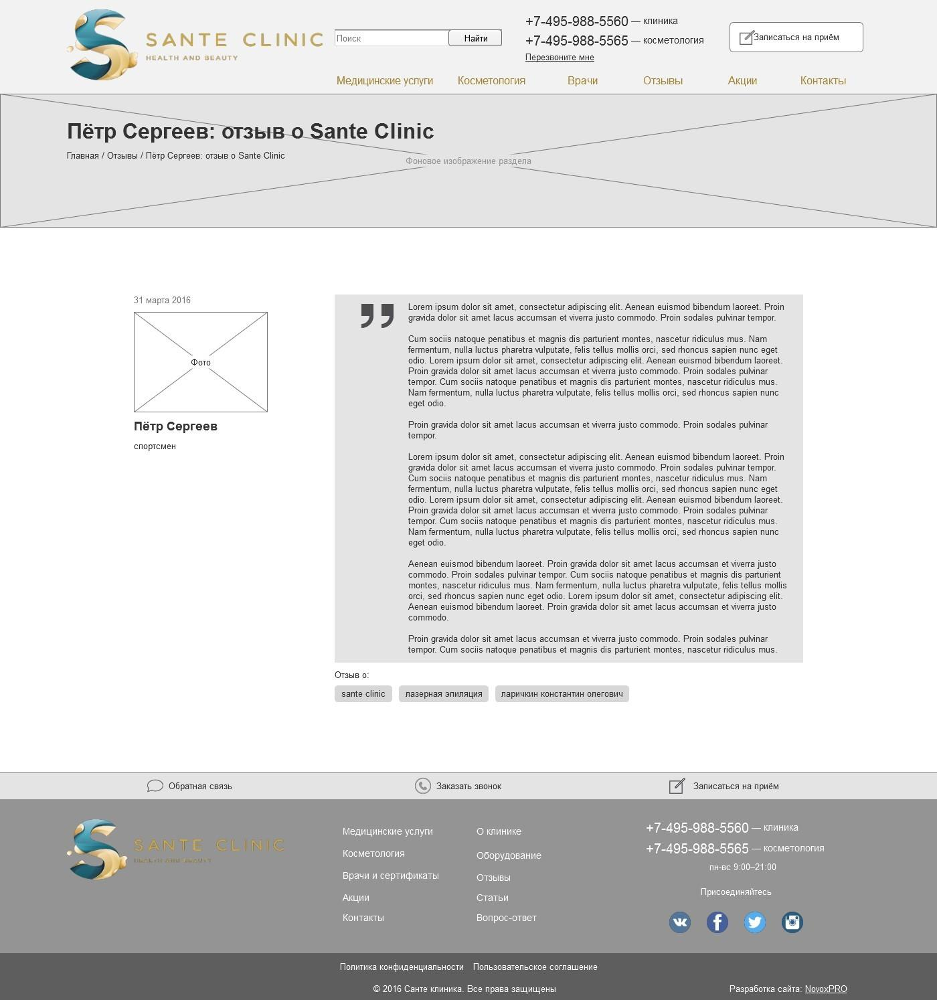 SANTE CLINIC
HEALTH AND BEAUTY
Поиск
Найти
+7-495-988-5560 — клиника
+7-495-988-5565 — косметология
Перезвоните мне
Записаться на приём
Медицинские услуги
Косметология
Врачи
Отзывы
Акции
Контакты
Пётр Сергеев: отзыв о Sante Clinic
Главная / Отзывы / Пётр Сергеев: отзыв о Sante Clinic
Фоновое изображение раздела
31 марта 2016
Фото
Пётр Сергеев
спортсмен
Lorem ipsum dolor sit amet, consectetur adipiscing elit. Aenean euismod bibendum laoreet. Proin
gravida dolor sit amet lacus accumsan et viverra justo commodo. Proin sodales pulvinar tempor.
Cum sociis natoque penatibus et magnis dis parturient montes, nascetur ridiculus mus. Nam
fermentum, nulla luctus pharetra vulputate, felis tellus mollis orci, sed rhoncus sapien nunc eget
odio. Lorem ipsum dolor sit amet, consectetur adipiscing elit. Aenean euismod bibendum laoreet.
Proin gravida dolor sit amet lacus accumsan et viverra justo commodo. Proin sodales pulvinar
tempor. Cum sociis natoque penatibus et magnis dis parturient montes, nascetur ridiculus mus.
Nam fermentum, nulla luctus pharetra vulputate, felis tellus mollis orci, sed rhoncus sapien nunc
eget odio.
Proin gravida dolor sit amet lacus accumsan et viverra justo commodo. Proin sodales pulvinar
tempor.
Lorem ipsum dolor sit amet, consectetur adipiscing elit. Aenean euismod bibendum laoreet. Proin
gravida dolor sit amet lacus accumsan et viverra justo commodo. Proin sodales pulvinar tempor.
Cum sociis natoque penatibus et magnis dis parturient montes, nascetur ridiculus mus. Nam
fermentum, nulla luctus pharetra vulputate, felis tellus mollis orci, sed rhoncus sapien nunc eget
odio. Lorem ipsum dolor sit amet, consectetur adipiscing elit. Aenean euismod bibendum laoreet.
Proin gravida dolor sit amet lacus accumsan et viverra justo commodo. Proin sodales pulvinar
tempor. Cum sociis natoque penatibus et magnis dis parturient montes, nascetur ridiculus mus.
Nam fermentum, nulla luctus pharetra vulputate, felis tellus mollis orci, sed rhoncus sapien nunc
eget odio.
Aenean euismod bibendum laoreet. Proin gravida dolor sit amet lacus accumsan et viverra justo
commodo. Proin sodales pulvinar tempor. Cum sociis natoque penatibus et magnis dis parturient
montes, nascetur ridiculus mus. Nam fermentum, nulla luctus pharetra vulputate, felis tellus mollis
orci, sed rhoncus sapien nunc eget odio. Lorem ipsum dolor sit amet, consectetur adipiscing elit.
Aenean euismod bibendum laoreet. Proin gravida dolor sit amet lacus accumsan et viverra justo
commodo.
Proin gravida dolor sit amet lacus accumsan et viverra justo commodo. Proin sodales pulvinar
tempor. Cum sociis natoque penatibus et magnis dis parturient montes, nascetur ridiculus mus.
Отзыв о:
sante clinic
лазерная эпиляция
ларичкин константин олегович
Обратная связь
Заказать звонок
Записаться на приём
SANTE CLINIC
HEALTH AND BEAUTY
Медицинские услуги
Косметология
Врачи и сертификаты
Акции
Контакты
О клинике
Оборудование
Отзывы
Статьи
Вопрос-ответ
+7-495-988-5560 — клиника
+7-495-988-5565 — косметология
пн-вс 9:00–21:00
Присоединяйтесь
Политика конфиденциальности
Пользовательское соглашение
© 2016 Санте клиника. Все права защищены
Разработка сайта: NovoxPRO